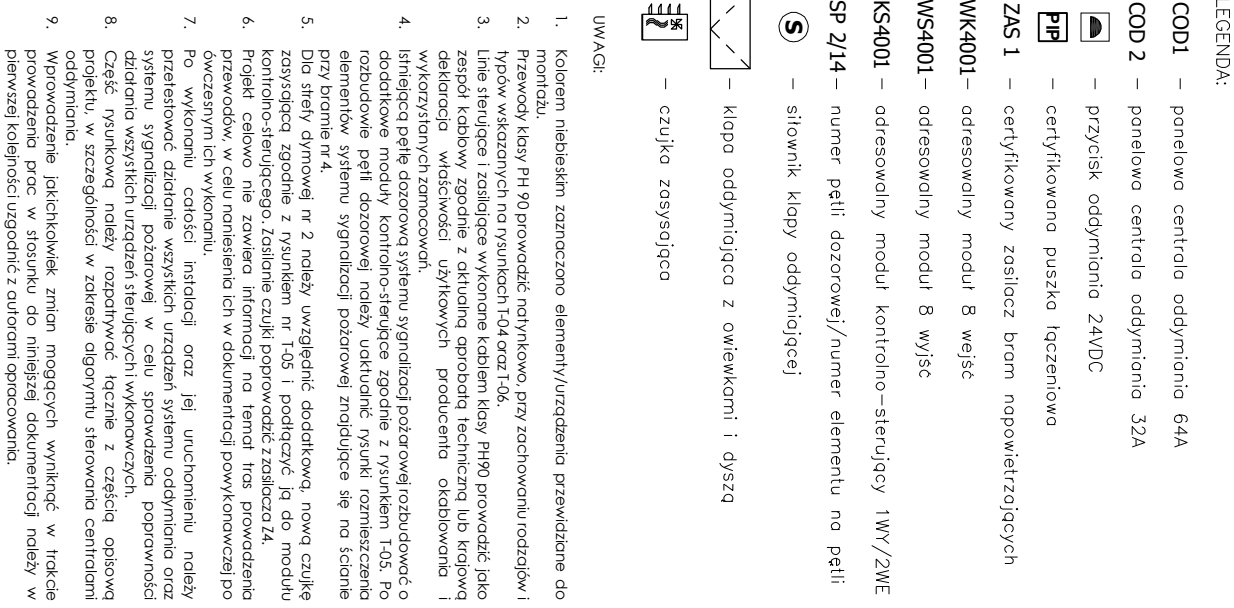 LEGENDA:
COD1 – panelowa centrala oddymiania 64A
COD 2 – panelowa centrala oddymiania 32A
– przycisk oddymiania 24VDC
PIP – certyfikowana puszka łączeniowa
ZAS 1 – certyfikowany zasilacz bram napowietrzających
WK4001 – adresowalny moduł 8 wejść
WS4001 – adresowalny moduł 8 wyjść
KS4001 – adresowalny moduł kontrolno–sterujący 1WY/2WE
SP 2/14 – numer pętli dozorowej/numer elementu na pętli
S – siłownik klapy oddymiającej
– klapa oddymiająca z owiewkami i dyszą
– czujka zasysająca
UWAGI:
1. Kolorem niebieskim zaznaczono elementy/urządzenia przewidziane do
montażu.
2. Przewody klasy PH 90 prowadzić natynkowo, przy zachowaniu rodzajów i
typów wskazanych na rysunkach T-04 oraz T-06.
3. Linie sterujące i zasilające wykonane kablem klasy PH90 prowadzić jako
zespół kablowy zgodnie z aktualną aprobatą techniczną lub krajową
deklaracją właściwości użytkowych producenta okablowania i
wykorzystanych zamocowań.
4. Istniejącą pętlę dozorową systemu sygnalizacji pożarowej rozbudować o
dodatkowe moduły kontrolno-sterujące zgodnie z rysunkiem T-05. Po
rozbudowie pętli dozorowej należy uaktualnić rysunki rozmieszczenia
elementów systemu sygnalizacji pożarowej znajdujące się na ścianie
przy bramie nr 4.
5. Dla strefy dymowej nr 2 należy uwzględnić dodatkową, nową czujkę
zasysającą zgodnie z rysunkiem nr T-05 i podłączyć ją do modułu
kontrolno-sterującego. Zasilanie czujki poprowadzić z zasilacza Z4.
6. Projekt celowo nie zawiera informacji na temat tras prowadzenia
przewodów, w celu naniesienia ich w dokumentacji powykonawczej po
ówczesnym ich wykonaniu.
7. Po wykonaniu całości instalacji oraz jej uruchomieniu należy
przetestować działanie wszystkich urządzeń systemu oddymiania oraz
systemu sygnalizacji pożarowej w celu sprawdzenia poprawności
działania wszystkich urządzeń sterujących i wykonawczych.
8. Część rysunkową należy rozpatrywać łącznie z częścią opisową
projektu, w szczególności w zakresie algorymtu sterowania centralami
oddymiania.
9. Wprowadzenie jakichkolwiek zmian mogących wyniknąć w trakcie
prowadzenia prac w stosunku do niniejszej dokumentacji należy w
pierwszej kolejności uzgodnić z autorami opracowania.